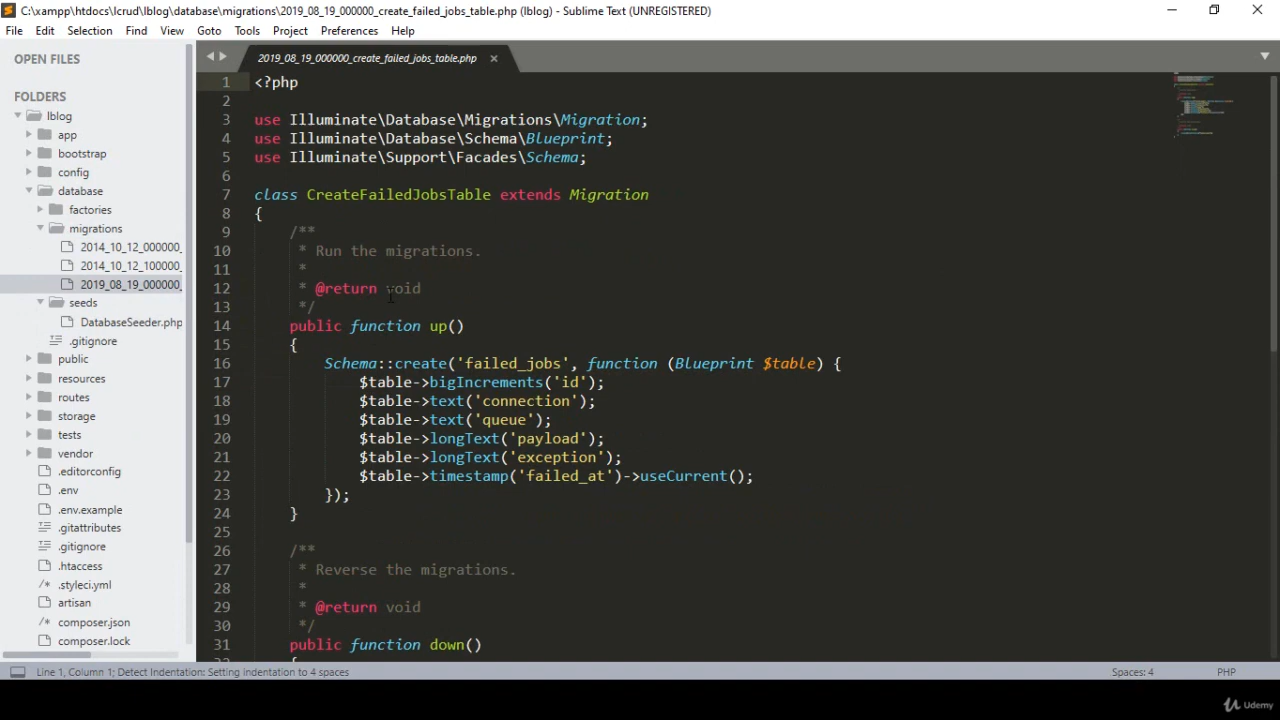 C:\xampp\htdocs\lcrud\lblog\database\migrations\2019_08_19_000000_create_failed_jobs_table.php (lblog) - Sublime Text (UNREGISTERED)
File Edit Selection Find View Goto Tools Project Preferences Help
OPEN FILES
FOLDERS
lblog
app
bootstrap
config
database
factories
migrations
2014_10_12_000000_
2014_10_12_100000_
2019_08_19_000000_
seeds
DatabaseSeeder.php
.gitignore
public
resources
routes
storage
tests
vendor
.editorconfig
.env
.env.example
.gitattributes
.gitignore
.htaccess
.styleci.yml
artisan
composer.json
composer.lock
2019_08_19_000000_create_failed_jobs_table.php
1 <?php
2
3 use Illuminate\Database\Migrations\Migration;
4 use Illuminate\Database\Schema\Blueprint;
5 use Illuminate\Support\Facades\Schema;
6
7 class CreateFailedJobsTable extends Migration
8 {
9 /**
10 * Run the migrations.
11 *
12 * @return void
13 */
14 public function up()
15 {
16 Schema::create('failed_jobs', function (Blueprint $table) {
17 $table->bigIncrements('id');
18 $table->text('connection');
19 $table->text('queue');
20 $table->longText('payload');
21 $table->longText('exception');
22 $table->timestamp('failed_at')->useCurrent();
23 });
24 }
25
26 /**
27 * Reverse the migrations.
28 *
29 * @return void
30 */
31 public function down()
{
Line 1, Column 1; Detect Indentation: Setting indentation to 4 spaces
Spaces: 4
PHP
Udemy